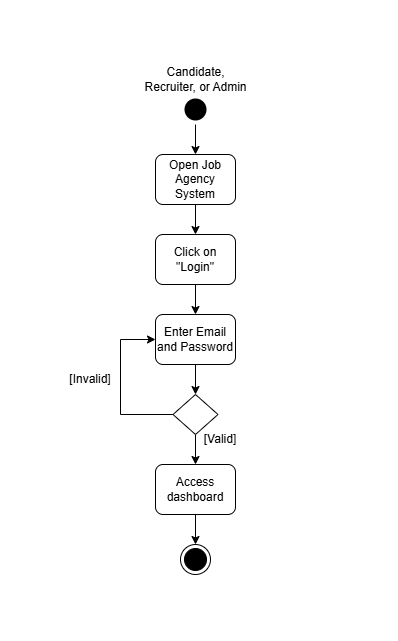 Candidate,
Recruiter, or Admin
Open Job
Agency
System
Click on
"Login"
Enter Email
and Password
[Invalid]
[Valid]
Access
dashboard